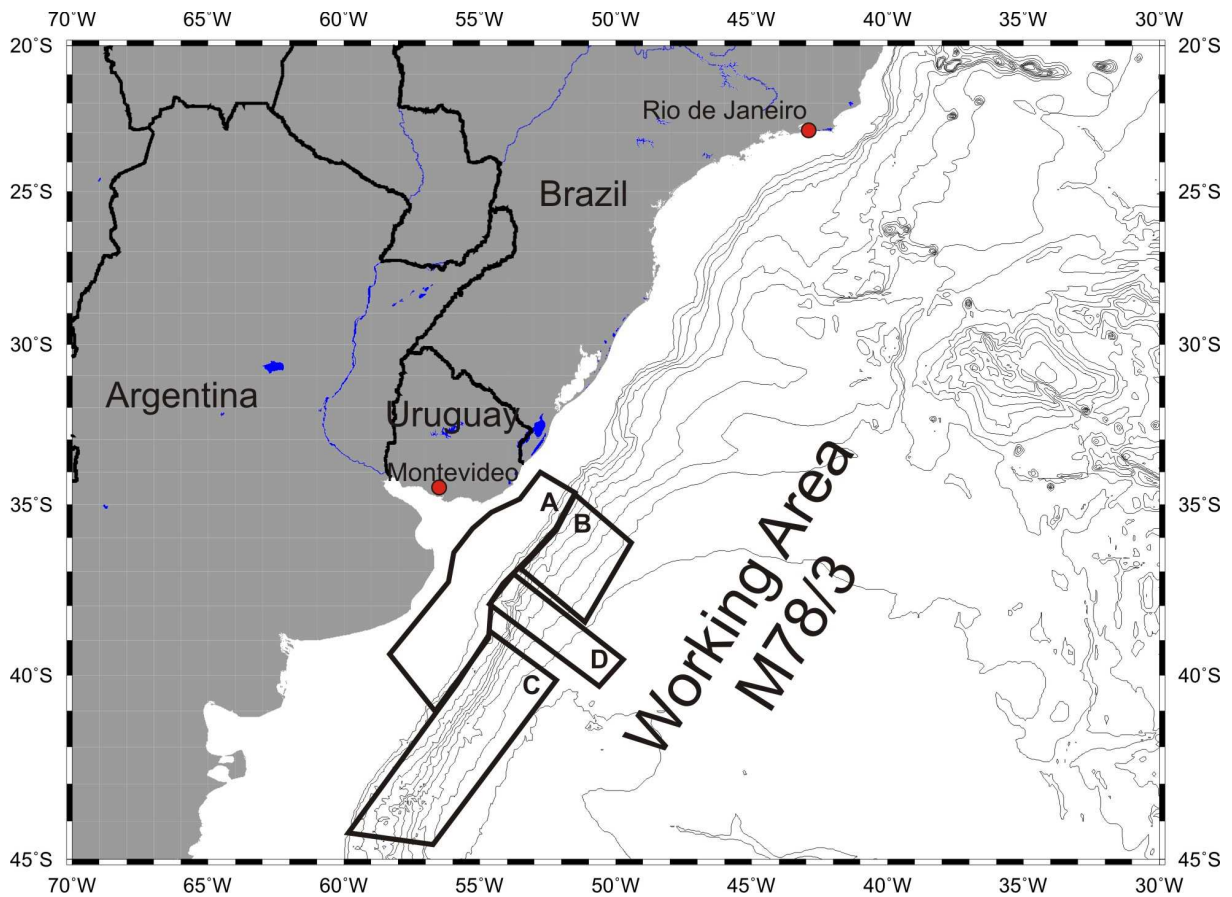 70˚W 65˚W 60˚W 55˚W 50˚W 45˚W 40˚W 35˚W 30˚W
20˚S 20˚S
Rio de Janeiro
25˚S Brazil 25˚S
30˚S 30˚S
Argentina
Uruguay
Montevideo
35˚S A 35˚S
B
Working Area
M78/3
D
40˚S C 40˚S
45˚S 45˚S
70˚W 65˚W 60˚W 55˚W 50˚W 45˚W 40˚W 35˚W 30˚W